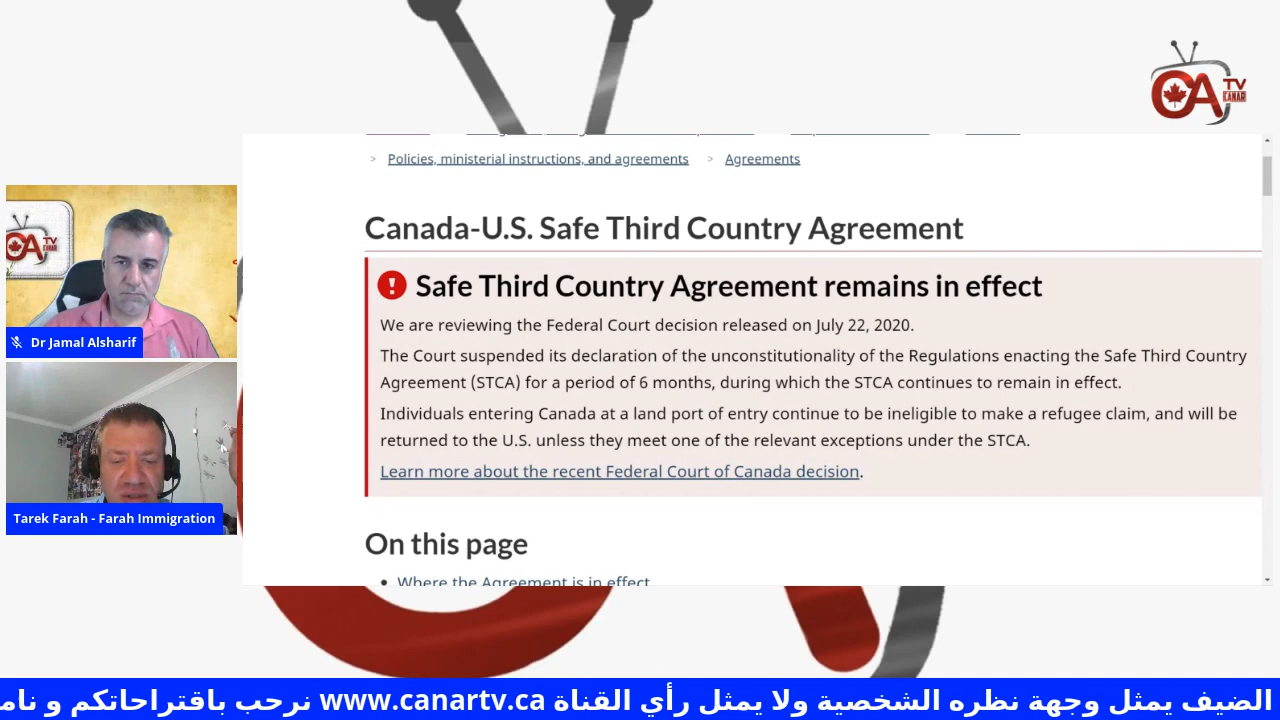 CA TV CANAR
> Policies, ministerial instructions, and agreements > Agreements
Canada-U.S. Safe Third Country Agreement
Safe Third Country Agreement remains in effect
We are reviewing the Federal Court decision released on July 22, 2020.
The Court suspended its declaration of the unconstitutionality of the Regulations enacting the Safe Third Country
Agreement (STCA) for a period of 6 months, during which the STCA continues to remain in effect.
Individuals entering Canada at a land port of entry continue to be ineligible to make a refugee claim, and will be
returned to the U.S. unless they meet one of the relevant exceptions under the STCA.
Learn more about the recent Federal Court of Canada decision.
On this page
• Where the Agreement is in effect
CA TV CANAR
Dr Jamal Alsharif
Tarek Farah - Farah Immigration
الضيف يمثل وجهة نظره الشخصية ولا يمثل رأي القناة www.canartv.ca نرحب باقتراحاتكم و